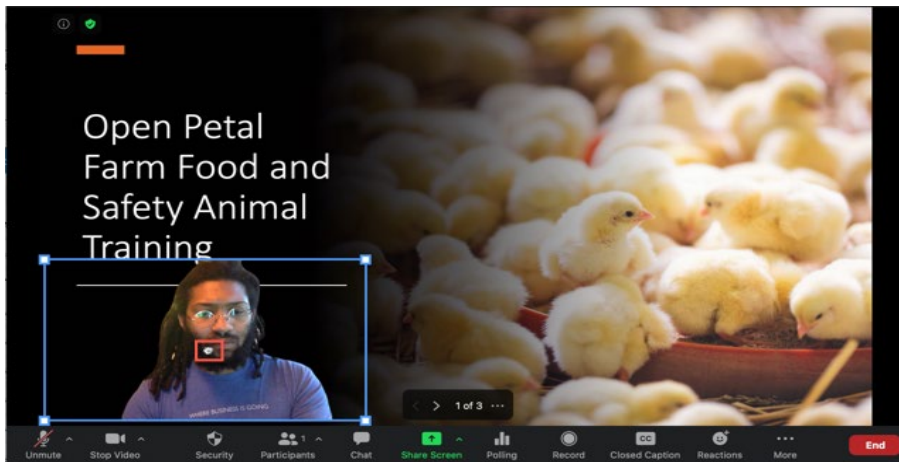 Open Petal
Farm Food and
Safety Animal
Training
WHERE BUSINESS IS GOING
1 of 3
Unmute
Stop Video
Security
1
Participants
Chat
Share Screen
Polling
Record
CC
Closed Caption
Reactions
More
End